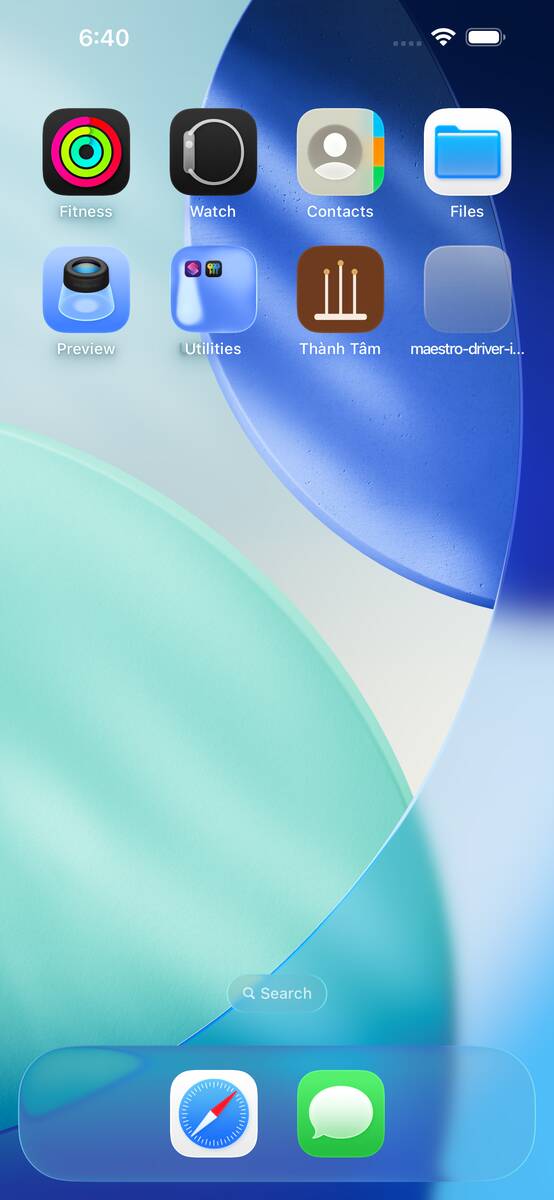 6:40
Fitness
Watch
Contacts
Files
Preview
Utilities
Thành Tâm
maestro-driver-i...
Search